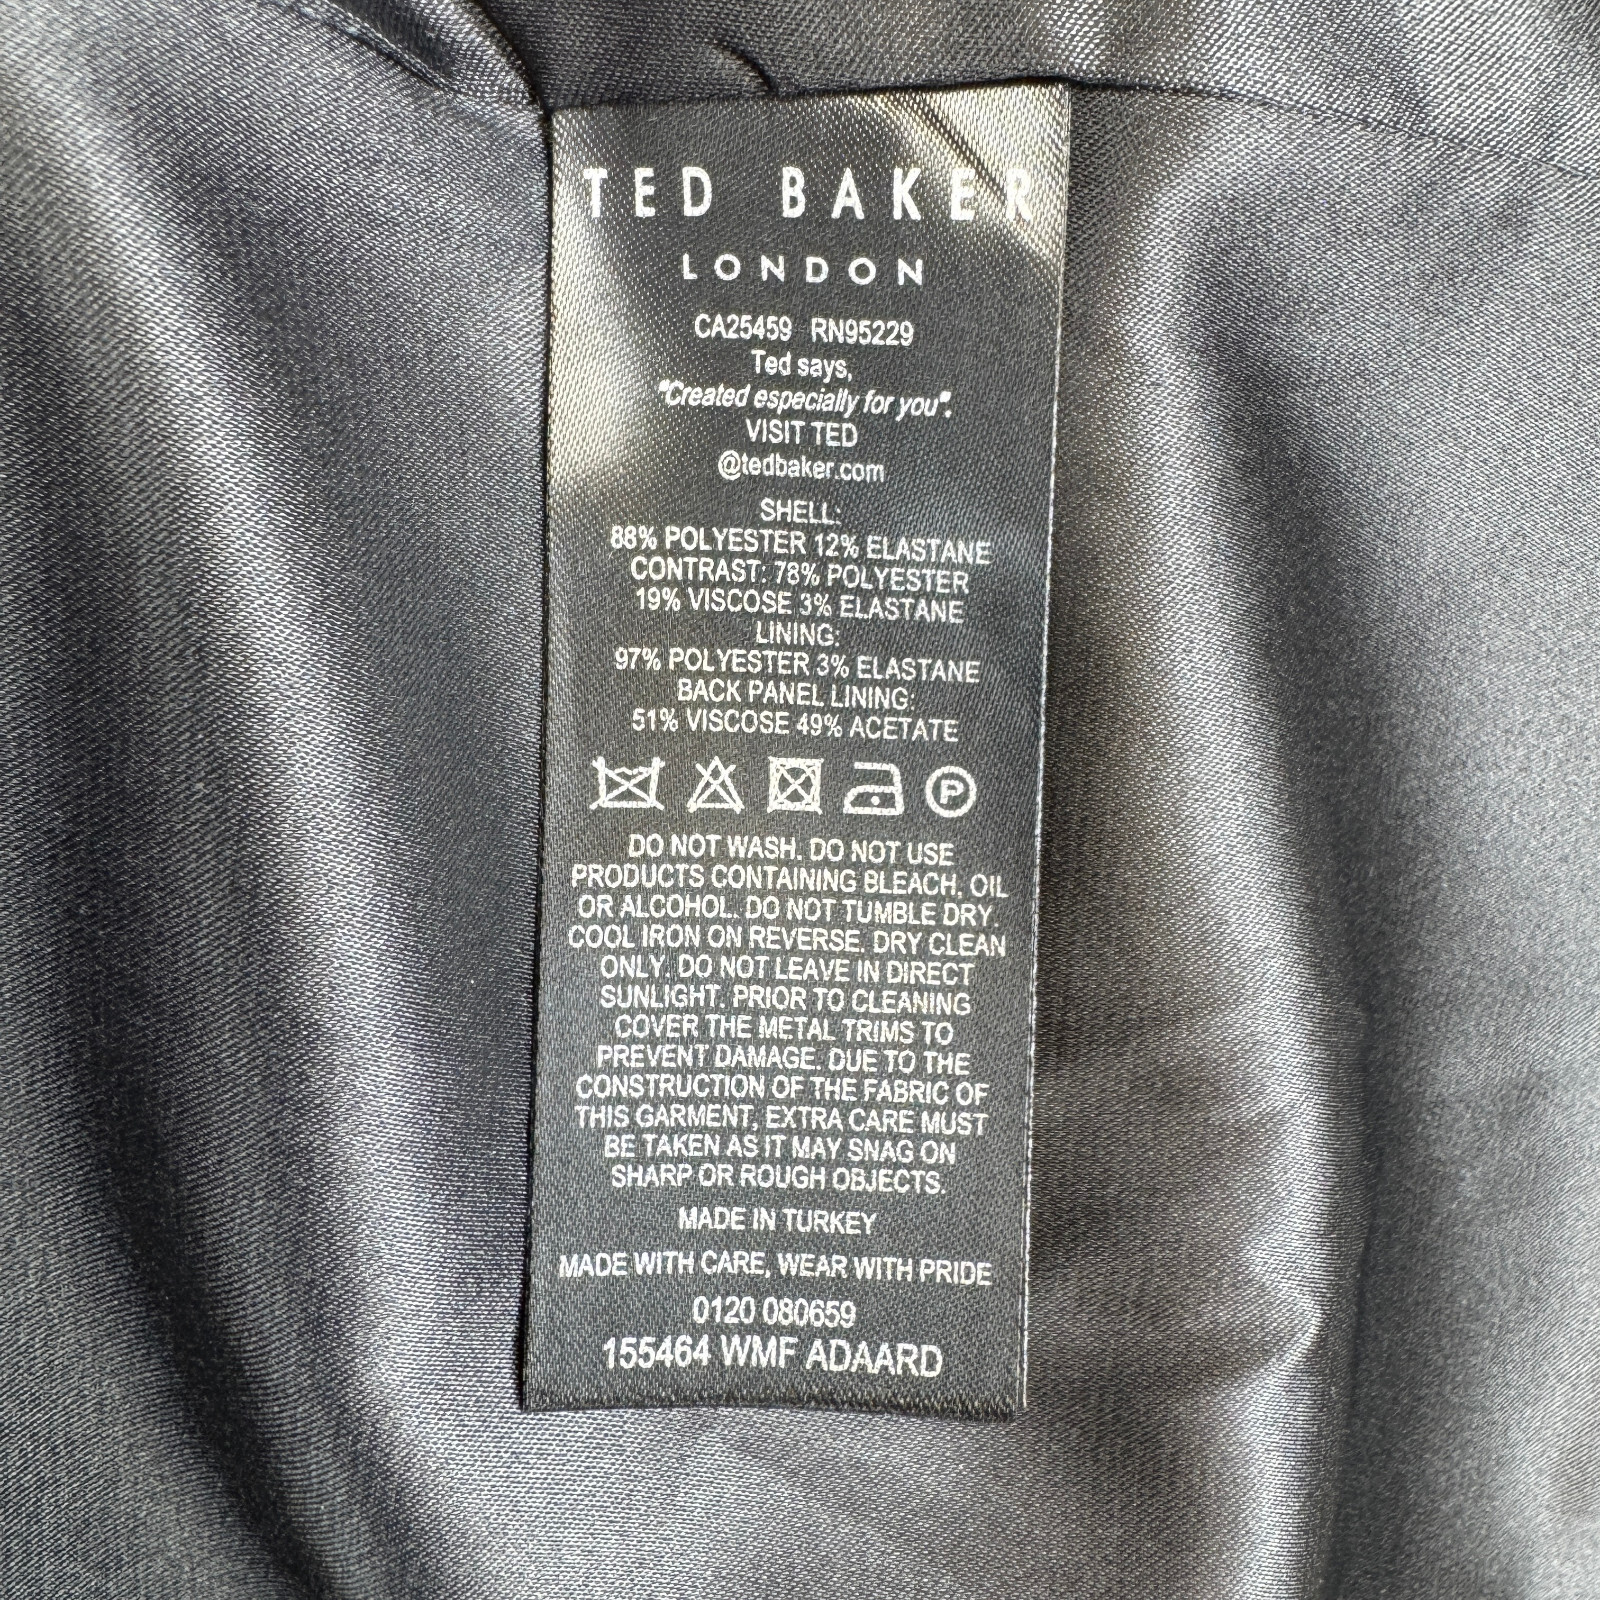 TED BAKER
LONDON
CA25459 RN95229
Ted says,
"Created especially for you".
VISIT TED
@tedbaker.com
SHELL:
88% POLYESTER 12% ELASTANE
CONTRAST: 78% POLYESTER
19% VISCOSE 3% ELASTANE
LINING:
97% POLYESTER 3% ELASTANE
BACK PANEL LINING:
51% VISCOSE 49% ACETATE
P
DO NOT WASH. DO NOT USE
PRODUCTS CONTAINING BLEACH, OIL
OR ALCOHOL. DO NOT TUMBLE DRY.
COOL IRON ON REVERSE. DRY CLEAN
ONLY. DO NOT LEAVE IN DIRECT
SUNLIGHT. PRIOR TO CLEANING
COVER THE METAL TRIMS TO
PREVENT DAMAGE. DUE TO THE
CONSTRUCTION OF THE FABRIC OF
THIS GARMENT, EXTRA CARE MUST
BE TAKEN AS IT MAY SNAG ON
SHARP OR ROUGH OBJECTS.
MADE IN TURKEY
MADE WITH CARE, WEAR WITH PRIDE
0120 080659
155464 WMF ADAARD